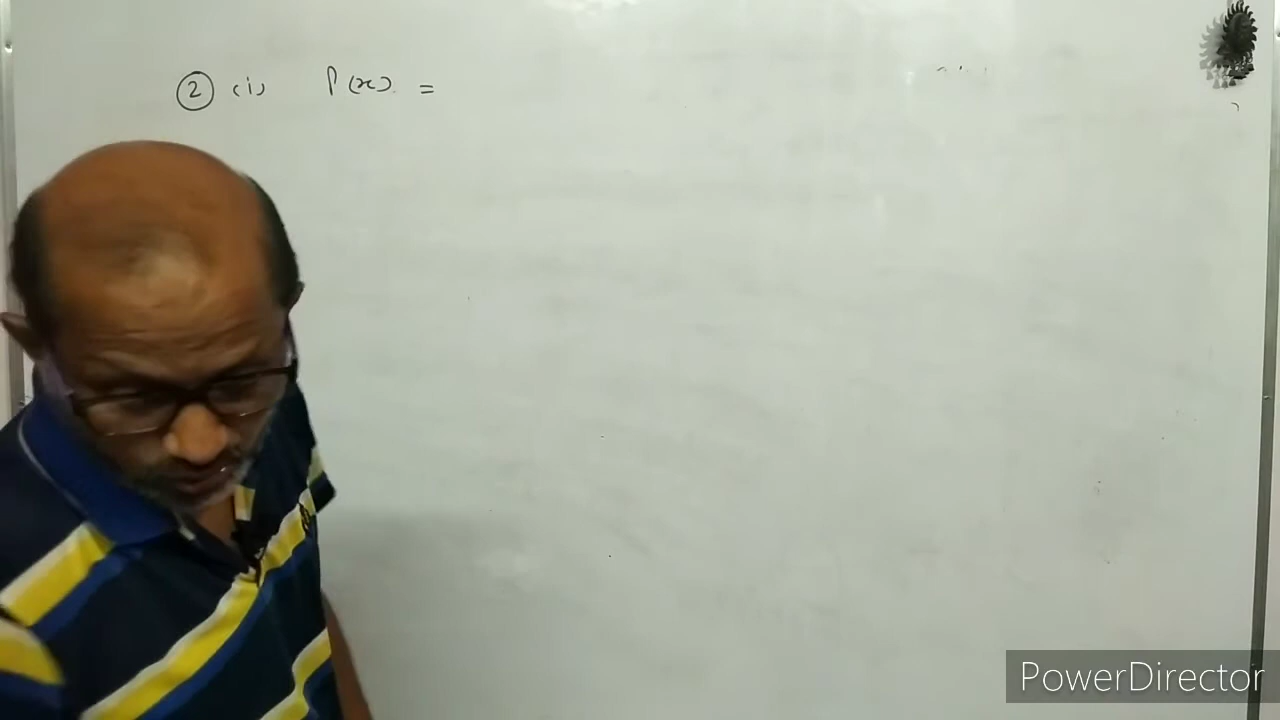 ② (i) P(x) =
PowerDirector